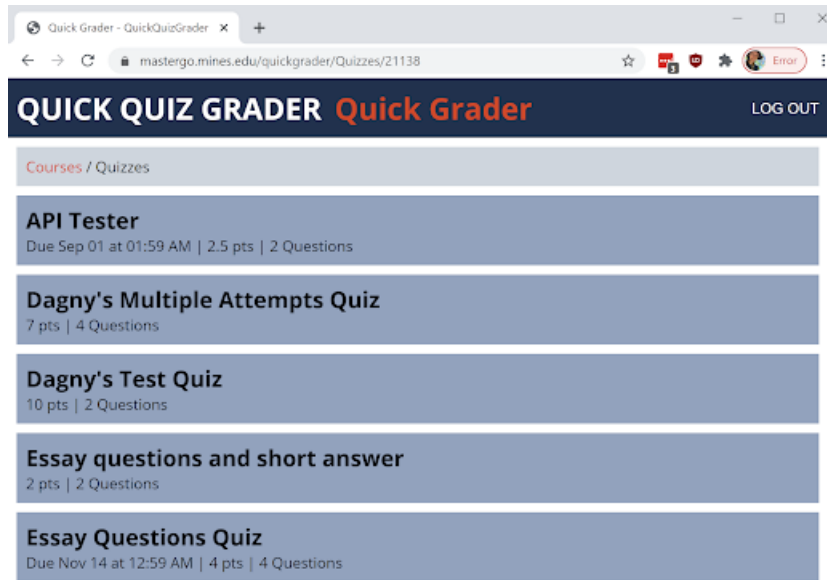 Quick Grader - QuickQuizGrader
mastergo.mines.edu/quickgrader/Quizzes/21138
3
Error
QUICK QUIZ GRADER Quick Grader
LOG OUT
Courses / Quizzes
API Tester
Due Sep 01 at 01:59 AM | 2.5 pts | 2 Questions
Dagny's Multiple Attempts Quiz
7 pts | 4 Questions
Dagny's Test Quiz
10 pts | 2 Questions
Essay questions and short answer
2 pts | 2 Questions
Essay Questions Quiz
Due Nov 14 at 12:59 AM | 4 pts | 4 Questions